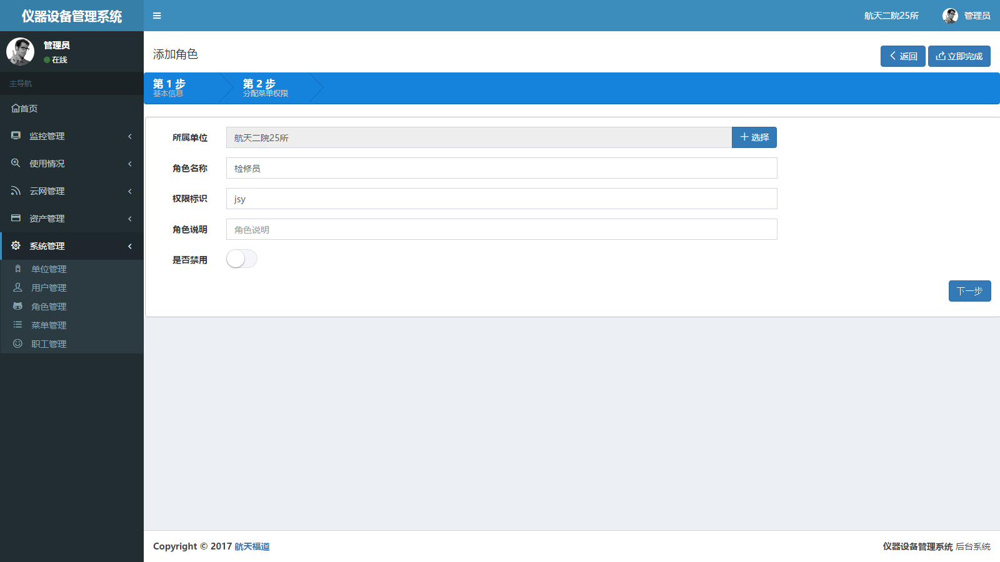 仪器设备管理系统
航天二院25所
管理员
管理员
在线
主导航
首页
监控管理
使用情况
云网管理
资产管理
系统管理
单位管理
用户管理
角色管理
菜单管理
职工管理
添加角色
返回
立即完成
第 1 步
基本信息
第 2 步
分配菜单权限
所属单位
航天二院25所
选择
角色名称
检修员
权限标识
jsy
角色说明
角色说明
是否禁用
下一步
Copyright © 2017 航天福道
仪器设备管理系统 后台系统